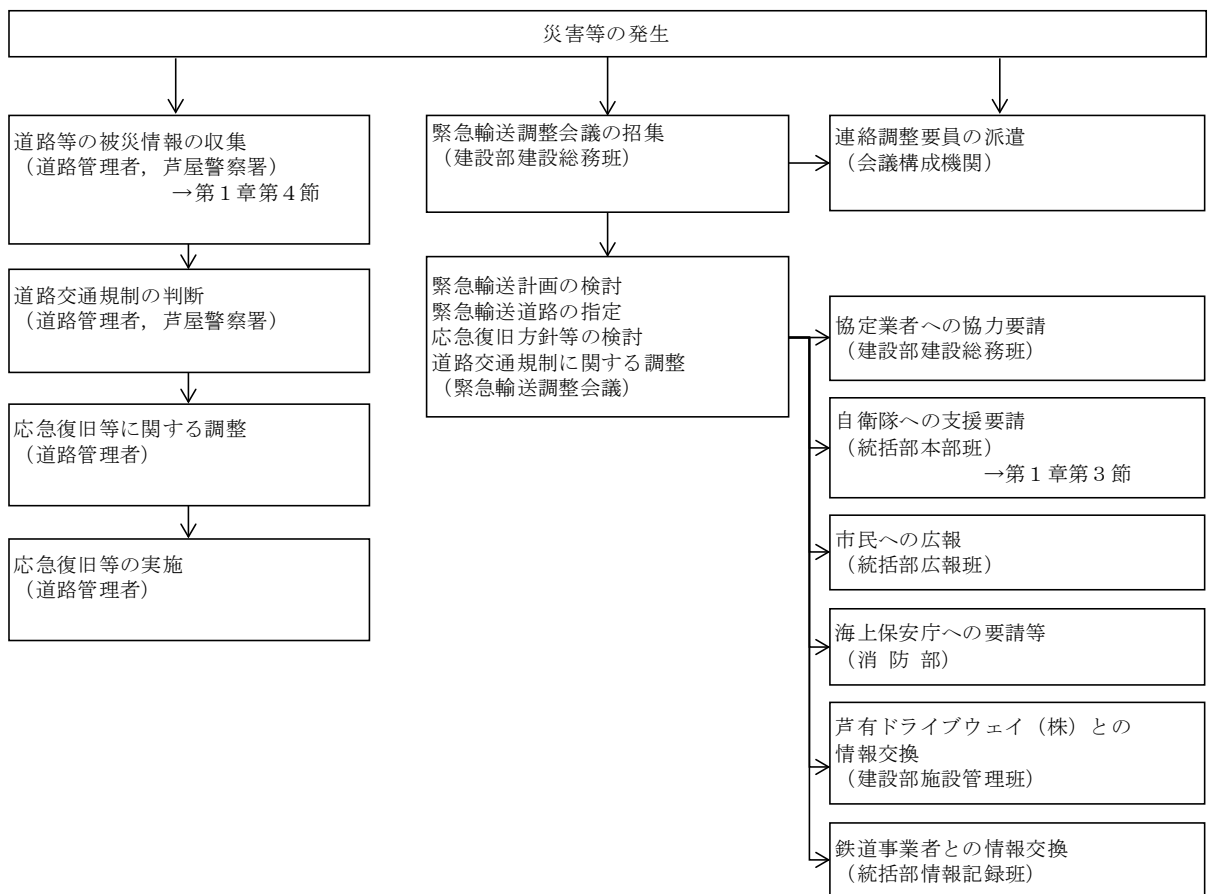 災害等の発生
道路等の被災情報の収集
（道路管理者，芦屋警察署）
→第１章第４節
道路交通規制の判断
（道路管理者，芦屋警察署）
応急復旧等に関する調整
（道路管理者）
応急復旧等の実施
（道路管理者）
緊急輸送調整会議の招集
（建設部建設総務班）
緊急輸送計画の検討
緊急輸送道路の指定
応急復旧方針等の検討
道路交通規制に関する調整
（緊急輸送調整会議）
連絡調整要員の派遣
（会議構成機関）
協定業者への協力要請
（建設部建設総務班）
自衛隊への支援要請
（統括部本部班）
→第１章第３節
市民への広報
（統括部広報班）
海上保安庁への要請等
（消 防 部）
芦有ドライブウェイ（株）との
情報交換
（建設部施設管理班）
鉄道事業者との情報交換
（統括部情報記録班）